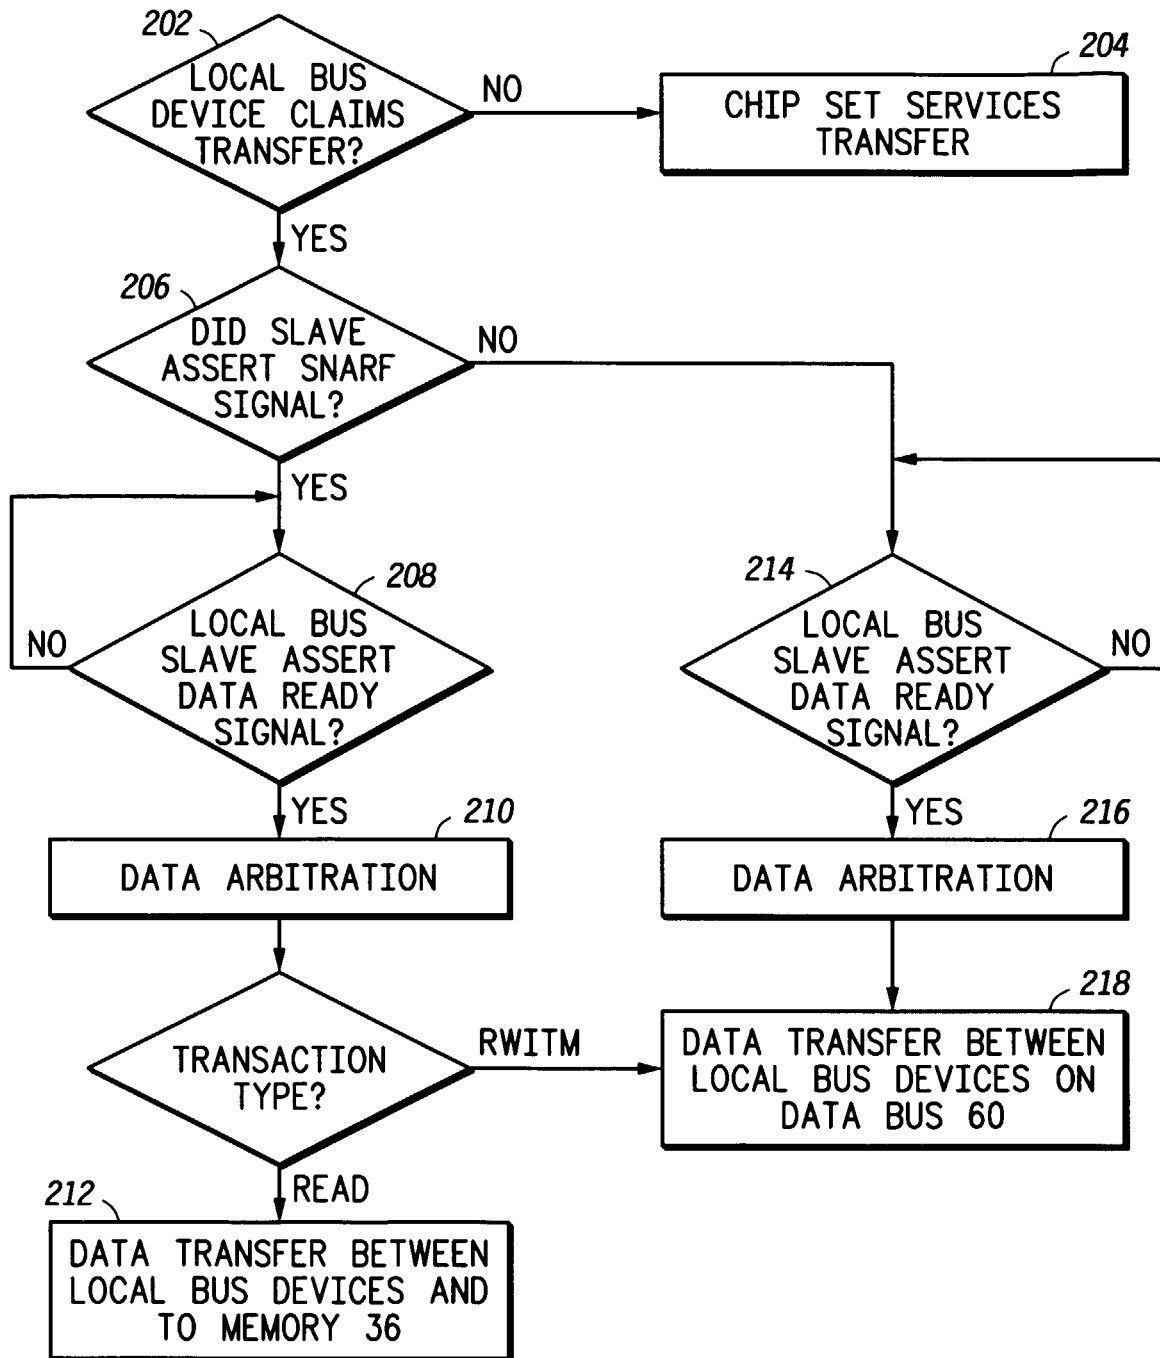 202
LOCAL BUS
DEVICE CLAIMS
TRANSFER?
NO
204
CHIP SET SERVICES
TRANSFER
YES
206
DID SLAVE
ASSERT SNARF
SIGNAL?
NO
YES
208
LOCAL BUS
SLAVE ASSERT
DATA READY
SIGNAL?
NO
214
LOCAL BUS
SLAVE ASSERT
DATA READY
SIGNAL?
NO
YES
210
DATA ARBITRATION
YES
216
DATA ARBITRATION
TRANSACTION
TYPE?
RWITM
218
DATA TRANSFER BETWEEN
LOCAL BUS DEVICES ON
DATA BUS 60
READ
212
DATA TRANSFER BETWEEN
LOCAL BUS DEVICES AND
TO MEMORY 36